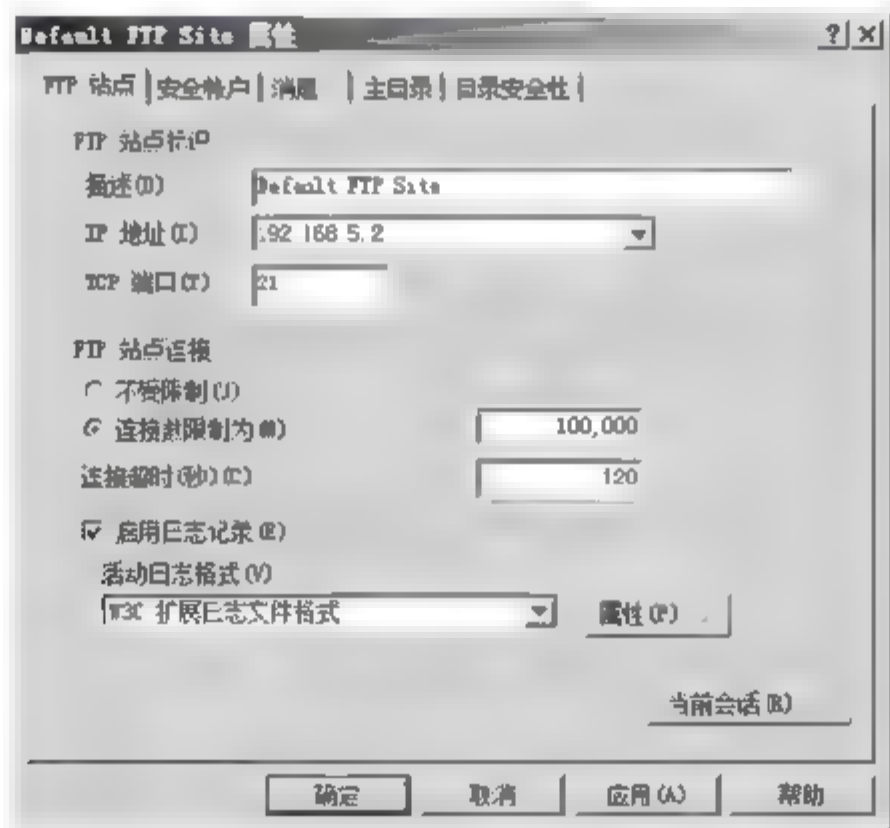 Default FTP Site 属性
FTP 站点 安全帐户 消息 主目录 目录安全性
FTP 站点标识
描述(D) Default FTP Site
IP 地址(I) 192 168 5.2
TCP 端口(T) 21
FTP 站点连接
不受限制(U)
连接数限制为(M) 100,000
连接超时(秒)(C) 120
启用日志记录(E)
活动日志格式(V)
W3C 扩展日志文件格式 属性(P)
当前会话(R)
确定 取消 应用(A) 帮助